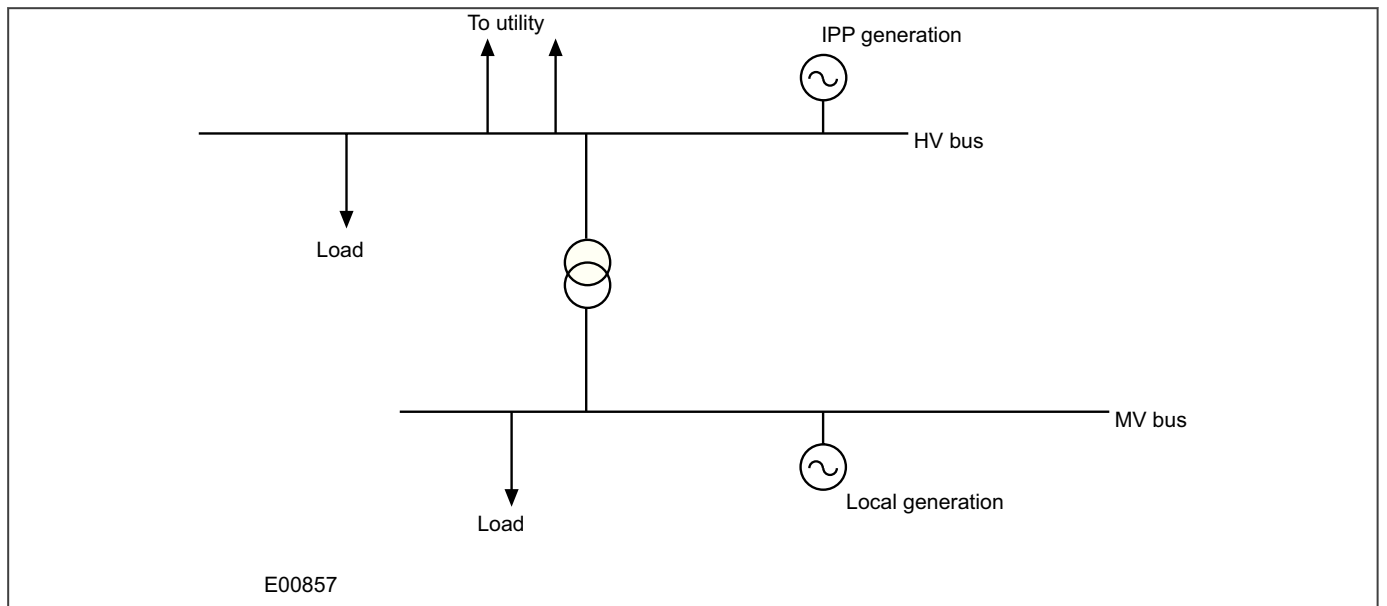 To utility
IPP generation
HV bus
Load
MV bus
Local generation
Load
E00857